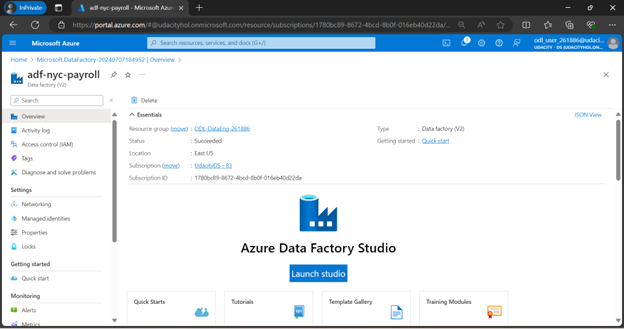 InPrivate
adf-nyc-payroll - Microsoft Azure
https://portal.azure.com/#@udacityhol.onmicrosoft.com/resource/subscriptions/1780bc89-8672-4bcd-8b0f-016eb40d22da/...
Microsoft Azure
Search resources, services, and docs (G+/)
1
odl_user_261886@udaci...
Home > Microsoft.DataFactory-20240707184952 | Overview >
adf-nyc-payroll
Data factory (V2)
Search
Overview
Activity log
Access control (IAM)
Tags
Diagnose and solve problems
Settings
Networking
Managed identities
Properties
Locks
Getting started
Quick start
Monitoring
Alerts
Metrics
Delete
Essentials
JSON View
Resource group (move) : ODL-DataEng-261886
Status : Succeeded
Location : East US
Subscription (move) : UdacityDS - 83
Subscription ID : 1780bc89-8672-4bcd-8b0f-016eb40d22da
Type : Data factory (V2)
Getting started : Quick start
Azure Data Factory Studio
Launch studio
Quick Starts
Tutorials
Template Gallery
Training Modules